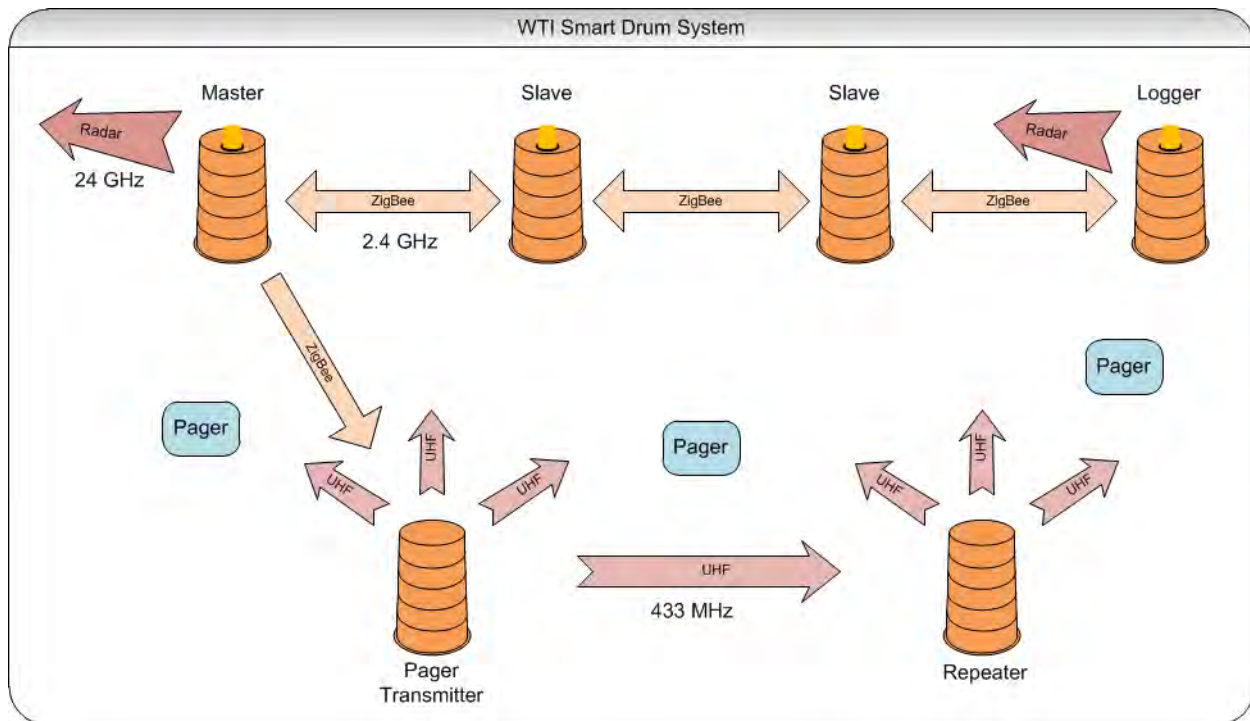 WTI Smart Drum System
Master
Slave
Slave
Logger
Radar
24 GHz
ZigBee
2.4 GHz
ZigBee
ZigBee
Radar
ZigBee
Pager
Pager
Pager
UHF
UHF
UHF
UHF
UHF
UHF
UHF
433 MHz
Pager
Transmitter
Repeater